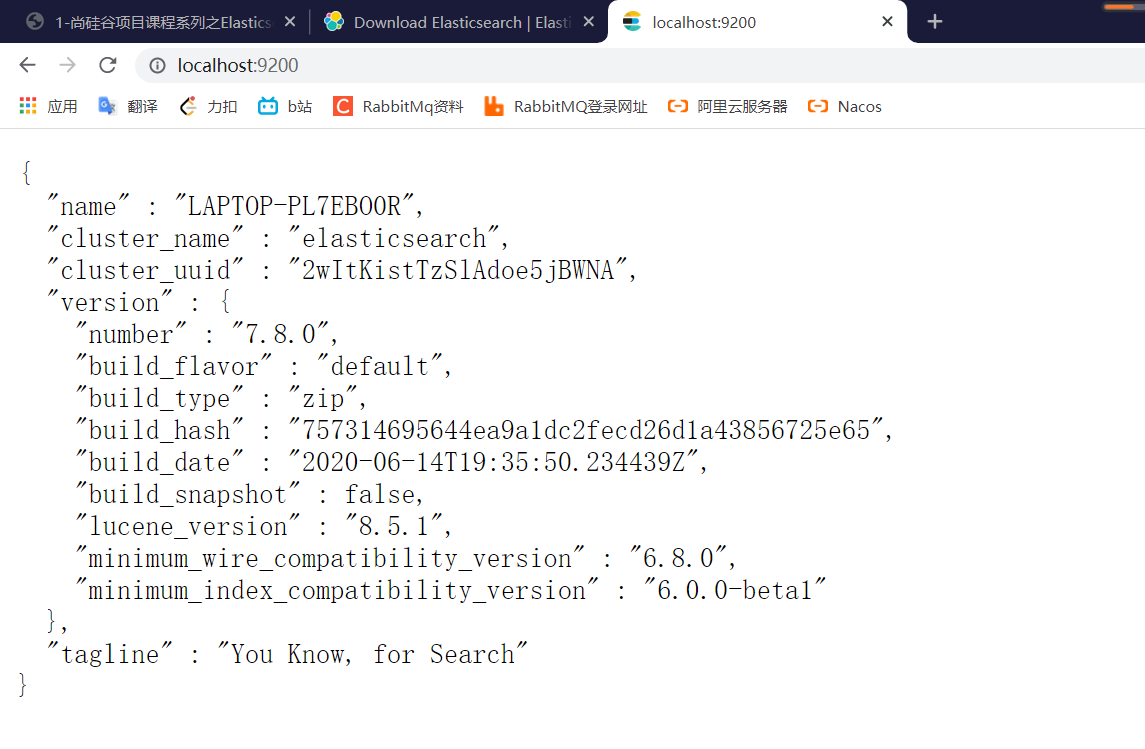 1-尚硅谷项目课程系列之Elastics
Download Elasticsearch | Elasti
localhost:9200
localhost:9200
应用 翻译 力扣 b站 RabbitMq资料 RabbitMQ登录网址 阿里云服务器 Nacos
{
"name" : "LAPTOP-PL7EBO0R",
"cluster_name" : "elasticsearch",
"cluster_uuid" : "2wItKistTzSlAdoe5jBWNA",
"version" : {
"number" : "7.8.0",
"build_flavor" : "default",
"build_type" : "zip",
"build_hash" : "757314695644ea9a1dc2fecd26d1a43856725e65",
"build_date" : "2020-06-14T19:35:50.234439Z",
"build_snapshot" : false,
"lucene_version" : "8.5.1",
"minimum_wire_compatibility_version" : "6.8.0",
"minimum_index_compatibility_version" : "6.0.0-beta1"
},
"tagline" : "You Know, for Search"
}